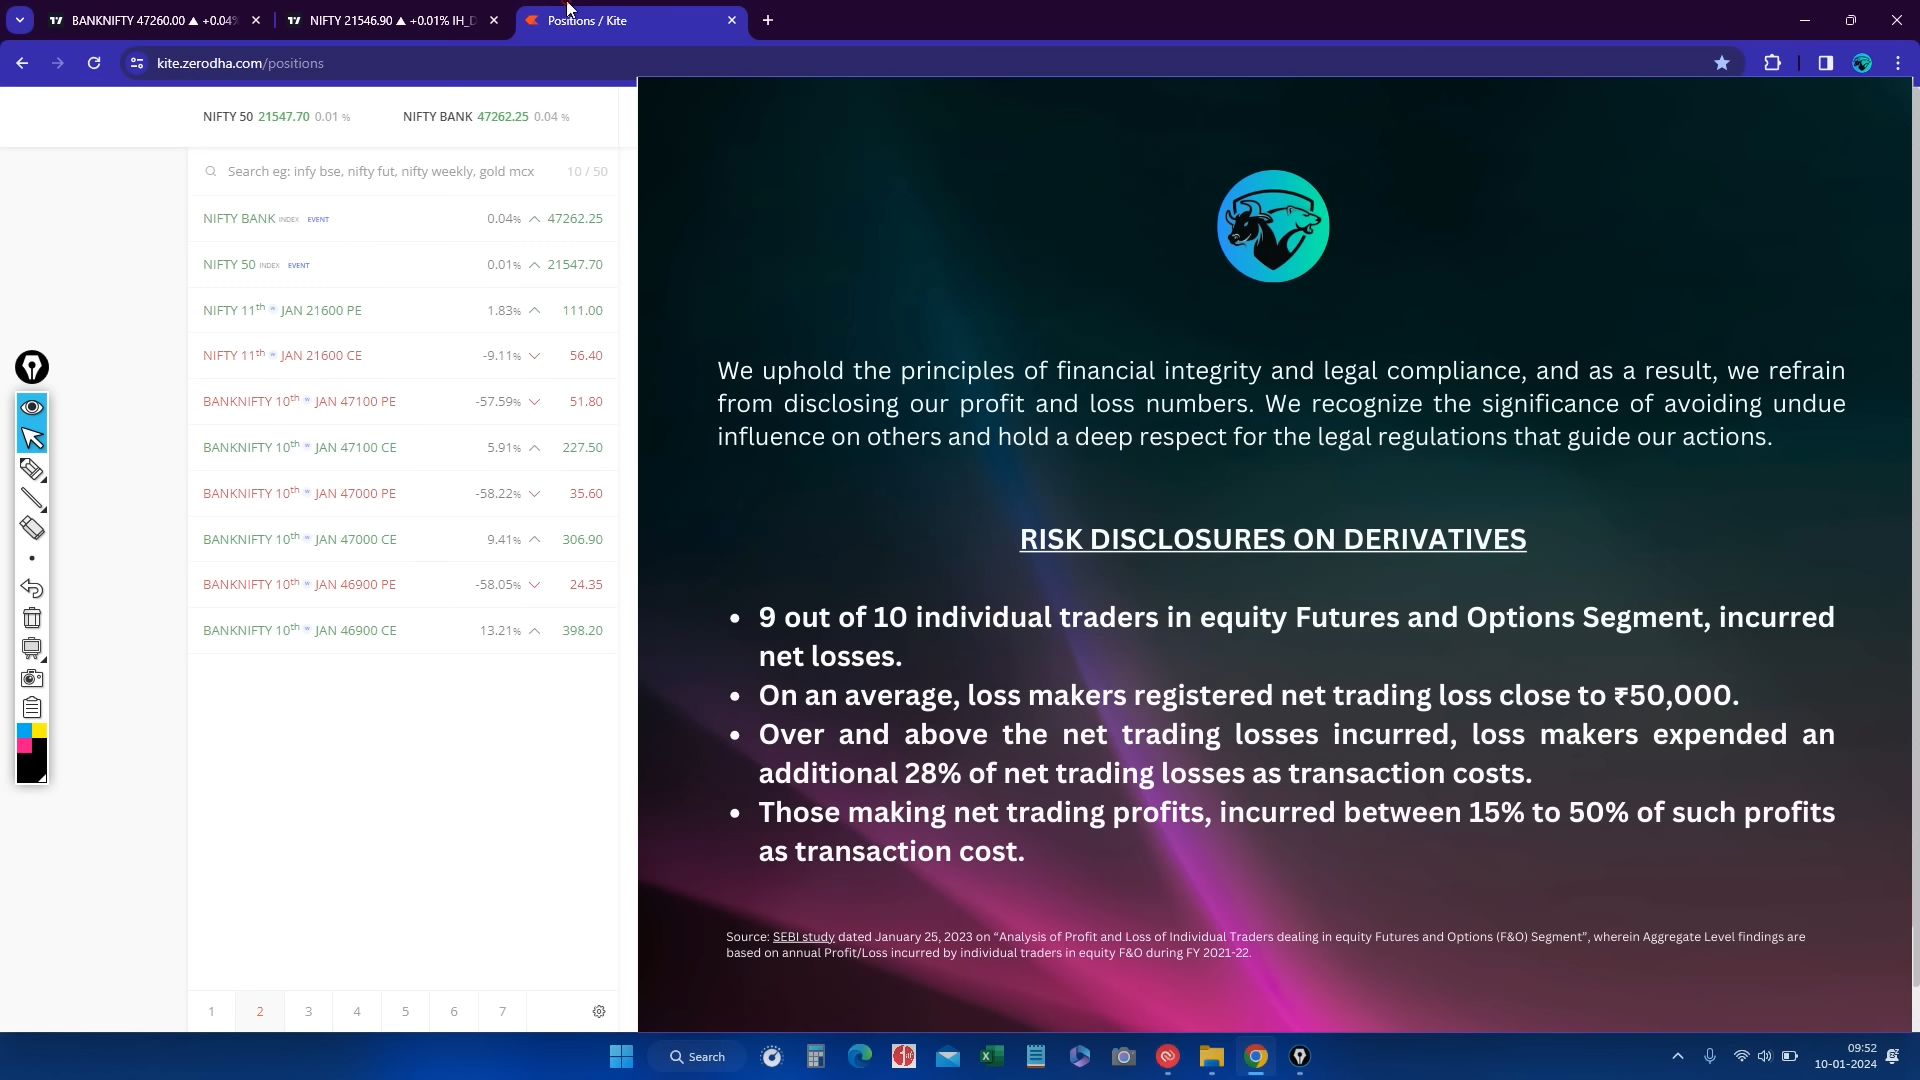 BANKNIFTY 47260.00 ▲ +0.04%
NIFTY 21546.90 ▲ +0.01% IH_D
Positions / Kite
kite.zerodha.com/positions
NIFTY 50 21547.70 0.01 %
NIFTY BANK 47262.25 0.04 %
Search eg: infy bse, nifty fut, nifty weekly, gold mcx 10 / 50
NIFTY BANK INDEX EVENT 0.04% 47262.25
NIFTY 50 INDEX EVENT 0.01% 21547.70
NIFTY 11th w JAN 21600 PE 1.83% 111.00
NIFTY 11th w JAN 21600 CE -9.11% 56.40
BANKNIFTY 10th w JAN 47100 PE -57.59% 51.80
BANKNIFTY 10th w JAN 47100 CE 5.91% 227.50
BANKNIFTY 10th w JAN 47000 PE -58.22% 35.60
BANKNIFTY 10th w JAN 47000 CE 9.41% 306.90
BANKNIFTY 10th w JAN 46900 PE -58.05% 24.35
BANKNIFTY 10th w JAN 46900 CE 13.21% 398.20
1 2 3 4 5 6 7
We uphold the principles of financial integrity and legal compliance, and as a result, we refrain
from disclosing our profit and loss numbers. We recognize the significance of avoiding undue
influence on others and hold a deep respect for the legal regulations that guide our actions.
RISK DISCLOSURES ON DERIVATIVES
• 9 out of 10 individual traders in equity Futures and Options Segment, incurred
net losses.
• On an average, loss makers registered net trading loss close to ₹50,000.
• Over and above the net trading losses incurred, loss makers expended an
additional 28% of net trading losses as transaction costs.
• Those making net trading profits, incurred between 15% to 50% of such profits
as transaction cost.
Source: SEBI study dated January 25, 2023 on “Analysis of Profit and Loss of Individual Traders dealing in equity Futures and Options (F&O) Segment”, wherein Aggregate Level findings are
based on annual Profit/Loss incurred by individual traders in equity F&O during FY 2021-22.
Search
09:52
10-01-2024